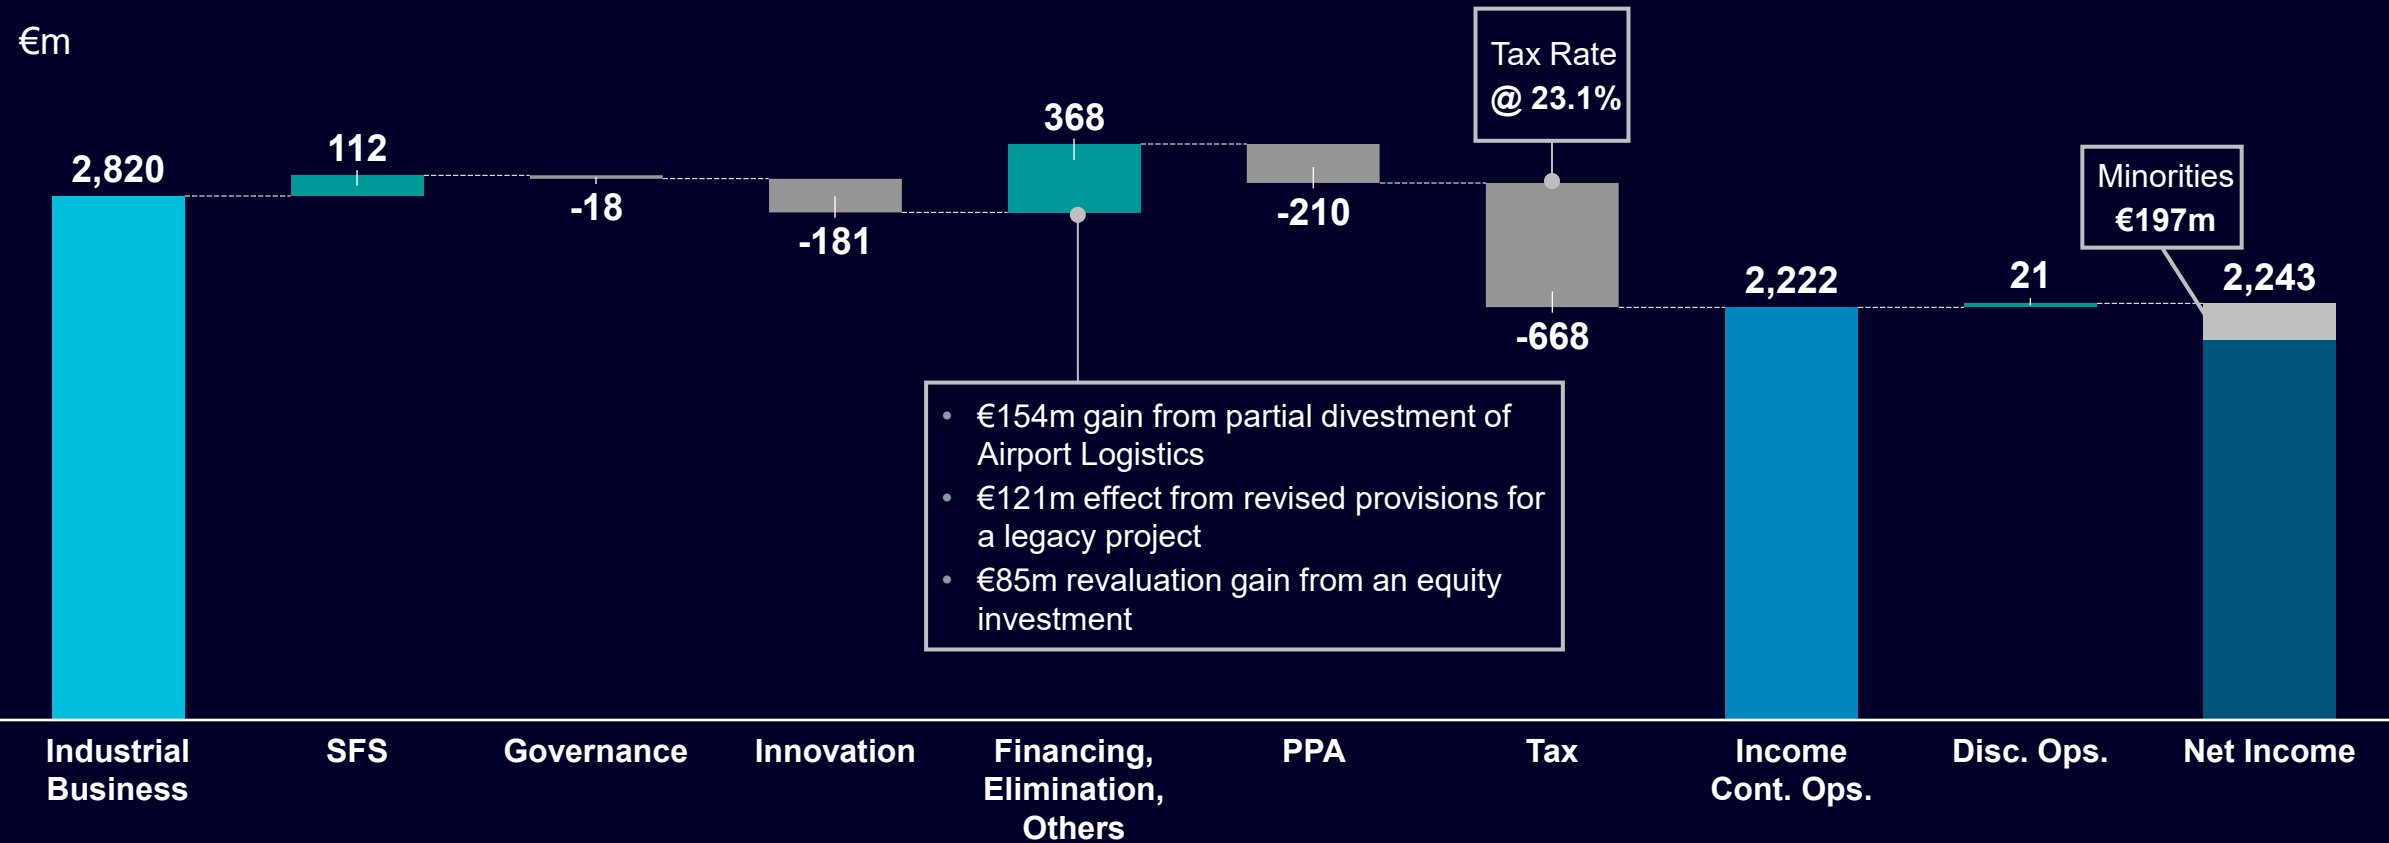 €m
2,820
112
-18
-181
368
-210
Tax Rate
@ 23.1%
-668
2,222
21
Minorities
€197m
2,243
• €154m gain from partial divestment of
Airport Logistics
• €121m effect from revised provisions for
a legacy project
• €85m revaluation gain from an equity
investment
Industrial
Business
SFS
Governance
Innovation
Financing,
Elimination,
Others
PPA
Tax
Income
Cont. Ops.
Disc. Ops.
Net Income